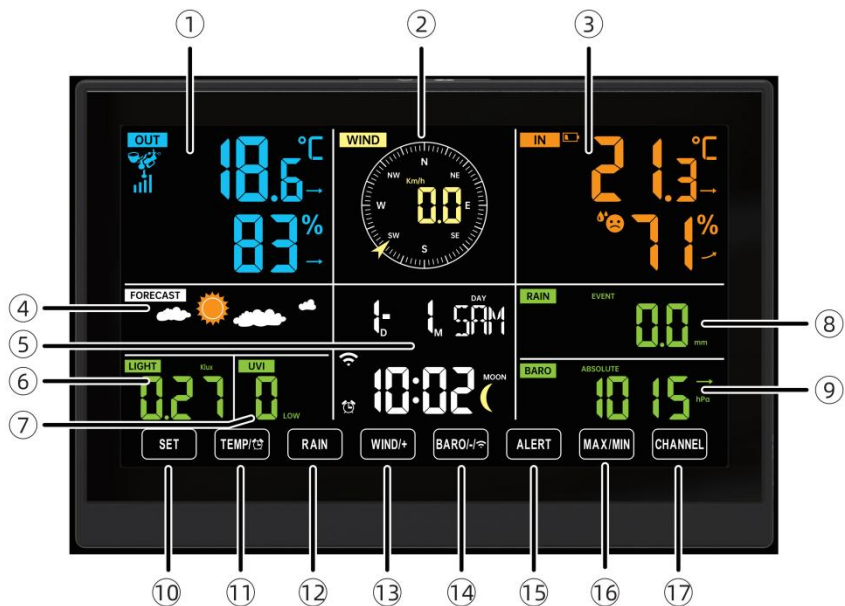 ① ② ③
OUT 18.6 °C
83 %
WIND
N
NW NE
Km/h
W 0.0 E
SW SE
S
IN 21.3 °C
71 %
④ FORECAST
⑤
DAY
1- 1 SAM
D M
RAIN EVENT
0.0 mm ⑧
⑥ LIGHT Klux
0.27
⑦ UVI
0 LOW
MOON
10:02
BARO ABSOLUTE
1015 hPa ⑨
SET TEMP/ RAIN WIND/+ BARO/-/ ALERT MAX/MIN CHANNEL
⑩ ⑪ ⑫ ⑬ ⑭ ⑮ ⑯ ⑰